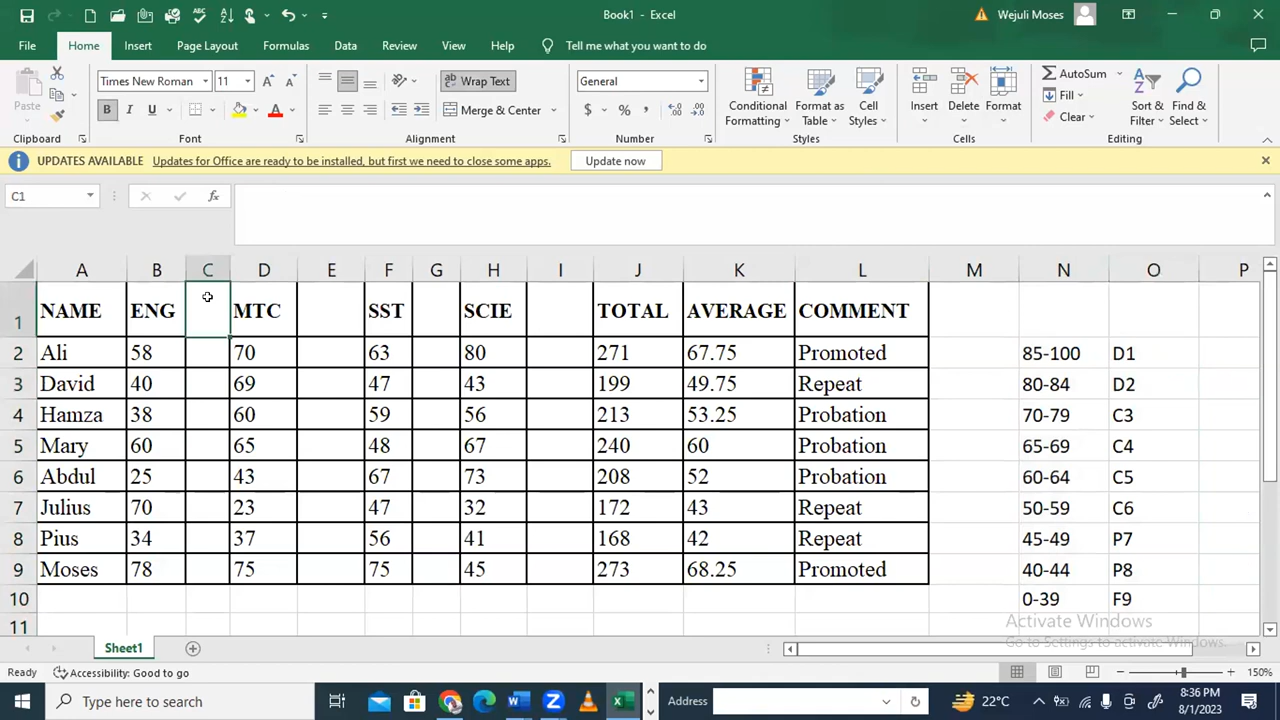 Book1 - Excel
Wejuli Moses
File Home Insert Page Layout Formulas Data Review View Help Tell me what you want to do
Paste
Times New Roman 11
B I U
Wrap Text
Merge & Center
General
$ %
Conditional Formatting
Format as Table
Cell Styles
Insert Delete Format
AutoSum
Fill
Clear
Sort & Filter
Find & Select
Clipboard Font Alignment Number Styles Cells Editing
UPDATES AVAILABLE Updates for Office are ready to be installed, but first we need to close some apps. Update now
C1 fx
A B C D E F G H I J K L M N O P
1 NAME ENG MTC SST SCIE TOTAL AVERAGE COMMENT
2 Ali 58 70 63 80 271 67.75 Promoted 85-100 D1
3 David 40 69 47 43 199 49.75 Repeat 80-84 D2
4 Hamza 38 60 59 56 213 53.25 Probation 70-79 C3
5 Mary 60 65 48 67 240 60 Probation 65-69 C4
6 Abdul 25 43 67 73 208 52 Probation 60-64 C5
7 Julius 70 23 47 32 172 43 Repeat 50-59 C6
8 Pius 34 37 56 41 168 42 Repeat 45-49 P7
9 Moses 78 75 75 45 273 68.25 Promoted 40-44 P8
10 0-39 F9
11
Activate Windows
Go to Settings to activate Windows.
Sheet1
Ready Accessibility: Good to go 150%
Type here to search
Address
22°C
8:36 PM
8/1/2023